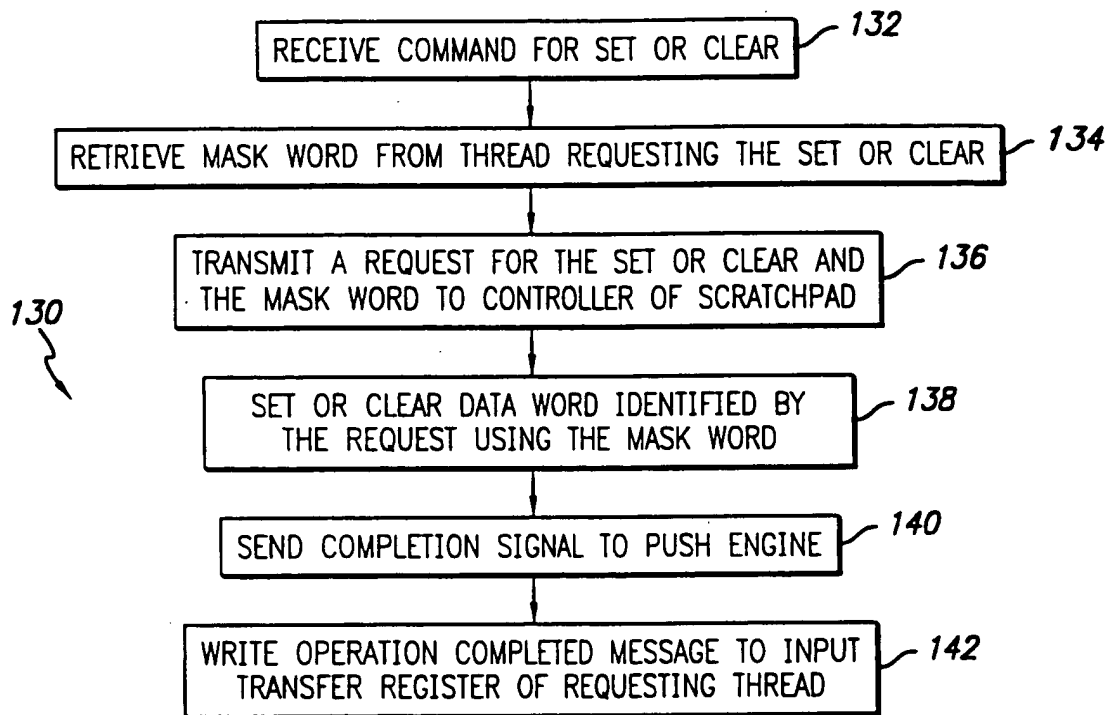 RECEIVE COMMAND FOR SET OR CLEAR
132
RETRIEVE MASK WORD FROM THREAD REQUESTING THE SET OR CLEAR
134
TRANSMIT A REQUEST FOR THE SET OR CLEAR AND
THE MASK WORD TO CONTROLLER OF SCRATCHPAD
136
130
SET OR CLEAR DATA WORD IDENTIFIED BY
THE REQUEST USING THE MASK WORD
138
SEND COMPLETION SIGNAL TO PUSH ENGINE
140
WRITE OPERATION COMPLETED MESSAGE TO INPUT
TRANSFER REGISTER OF REQUESTING THREAD
142